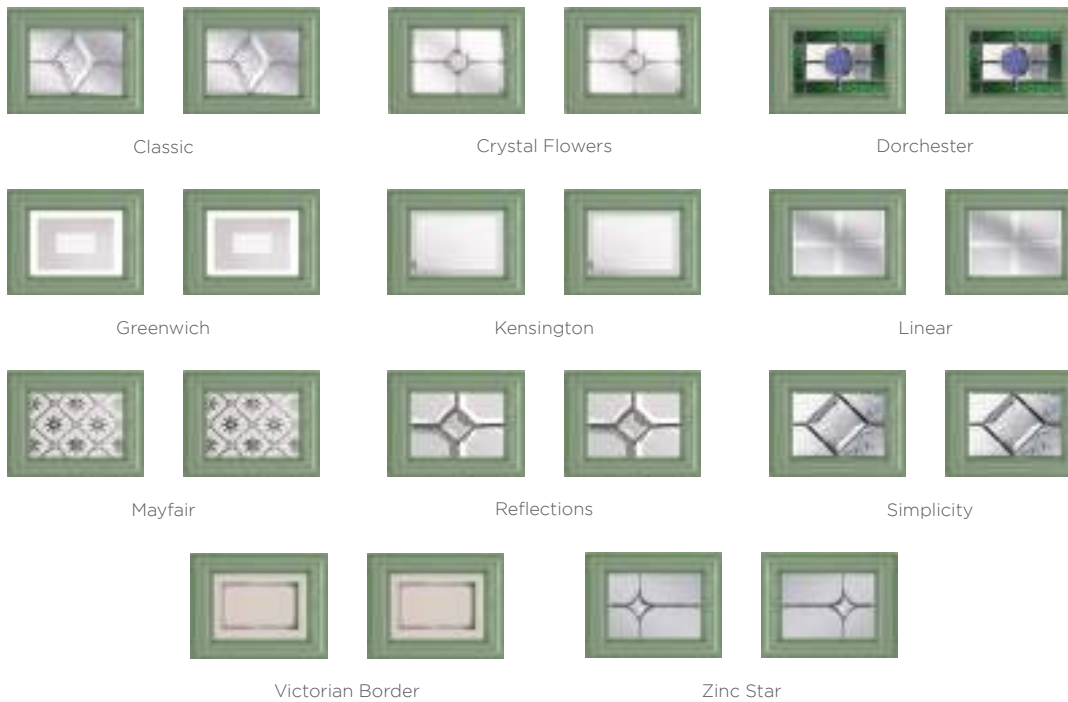 Classic
Crystal Flowers
Dorchester
Greenwich
Kensington
Linear
Mayfair
Reflections
Simplicity
Victorian Border
Zinc Star